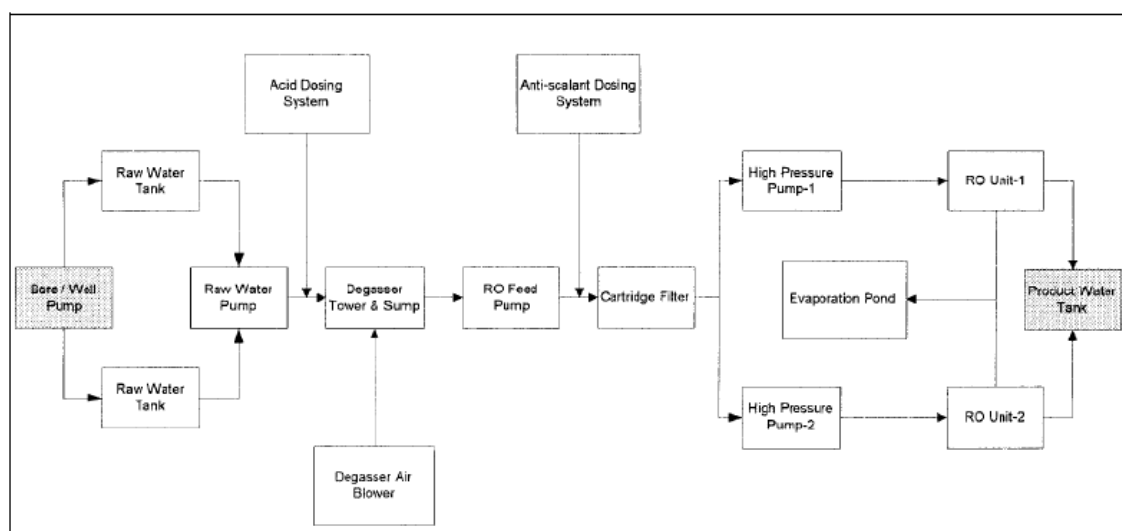 Acid Dosing
System
Anti-scalant Dosing
System
Raw Water
Tank
High Pressure
Pump-1
RO Unit-1
Bore / Well
Pump
Raw Water
Pump
Degasser
Tower & Sump
RO Feed
Pump
Cartridge Filter
Evaporation Pond
Product Water
Tank
Raw Water
Tank
High Pressure
Pump-2
RO Unit-2
Degasser Air
Blower